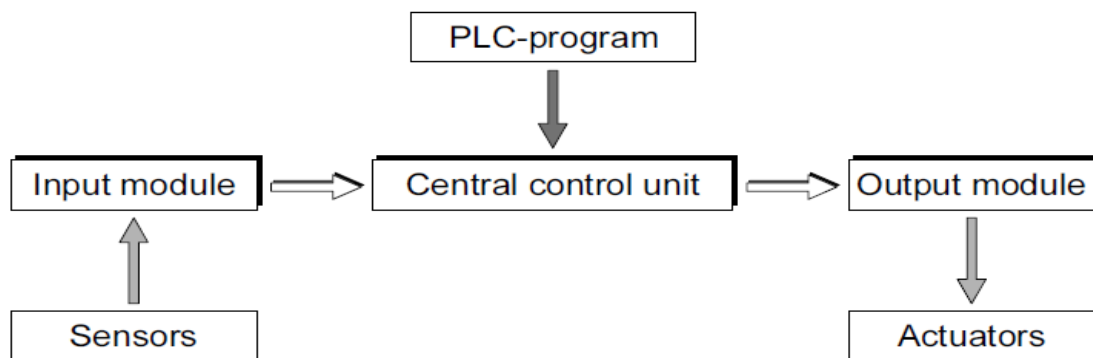 PLC-program
Input module
Central control unit
Output module
Sensors
Actuators